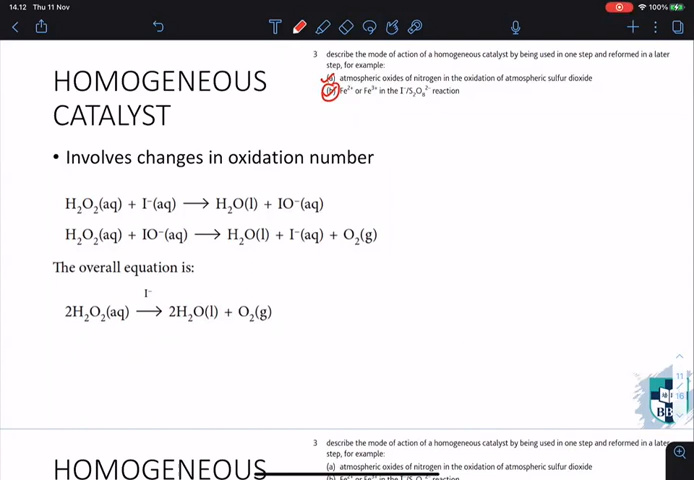 14.12 Thu 11 Nov
100%
3 describe the mode of action of a homogeneous catalyst by being used in one step and reformed in a later
step, for example:
(a) atmospheric oxides of nitrogen in the oxidation of atmospheric sulfur dioxide
(b) Fe²⁺ or Fe³⁺ in the I⁻/S₂O₈²⁻ reaction
HOMOGENEOUS
CATALYST
• Involves changes in oxidation number
H₂O₂(aq) + I⁻(aq) ⟶ H₂O(l) + IO⁻(aq)
H₂O₂(aq) + IO⁻(aq) ⟶ H₂O(l) + I⁻(aq) + O₂(g)
The overall equation is:
I⁻
2H₂O₂(aq) ⟶ 2H₂O(l) + O₂(g)
11
16
BB
3 describe the mode of action of a homogeneous catalyst by being used in one step and reformed in a later
step, for example:
(a) atmospheric oxides of nitrogen in the oxidation of atmospheric sulfur dioxide
HOMOGENEOUS